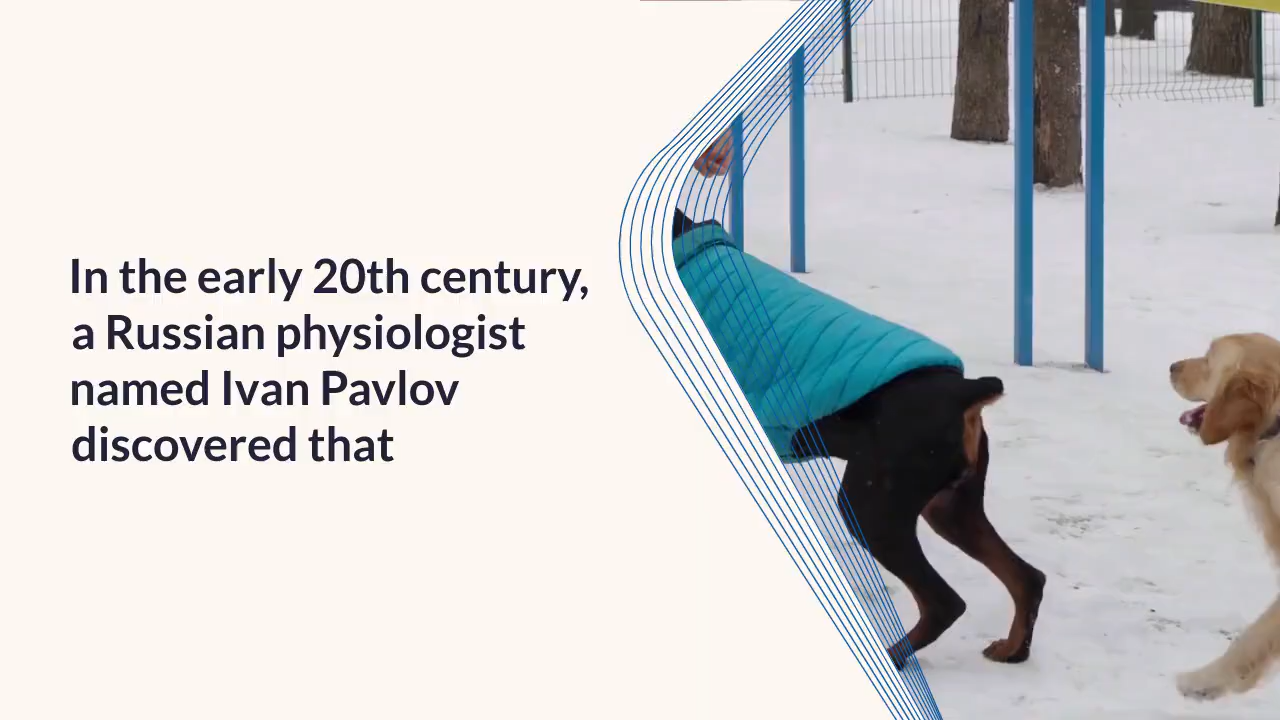 In the early 20th century,
a Russian physiologist
named Ivan Pavlov
discovered that